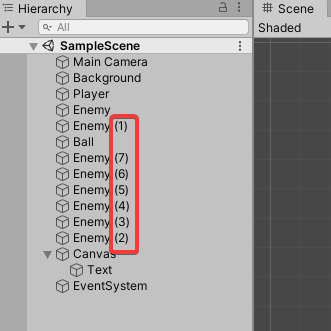 Hierarchy
All
SampleScene
Main Camera
Background
Player
Enemy
Enemy (1)
Ball
Enemy (7)
Enemy (6)
Enemy (5)
Enemy (4)
Enemy (3)
Enemy (2)
Canvas
Text
EventSystem
Scene
Shaded